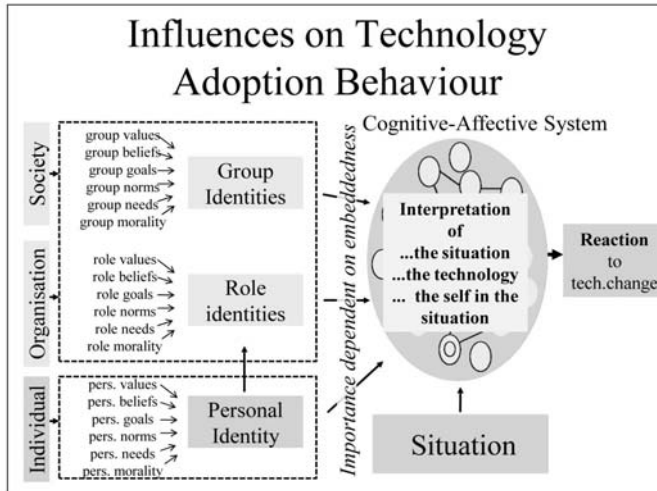 Influences on Technology
Adoption Behaviour
Society
group values
group beliefs
group goals
group norms
group needs
group morality
Group
Identities
Organisation
role values
role beliefs
role goals
role norms
role needs
role morality
Role
identities
Individual
pers. values
pers. beliefs
pers. goals
pers. norms
pers. needs
pers. morality
Personal
Identity
Importance dependent on embeddedness
Cognitive-Affective System
Interpretation
of
...the situation
...the technology
... the self in the
situation
Situation
Reaction
to
tech.change